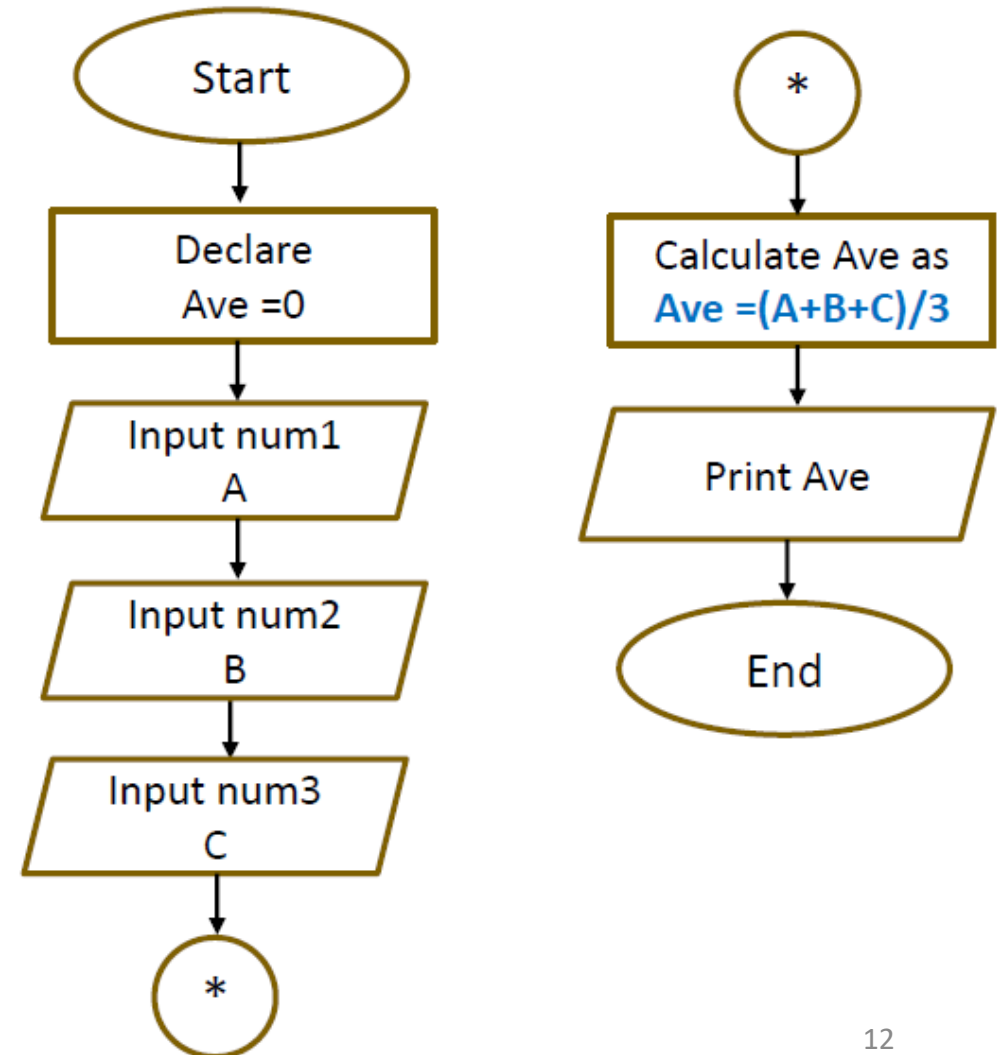 Start
Declare
Ave =0
Input num1
A
Input num2
B
Input num3
C
*
*
Calculate Ave as
Ave =(A+B+C)/3
Print Ave
End
12